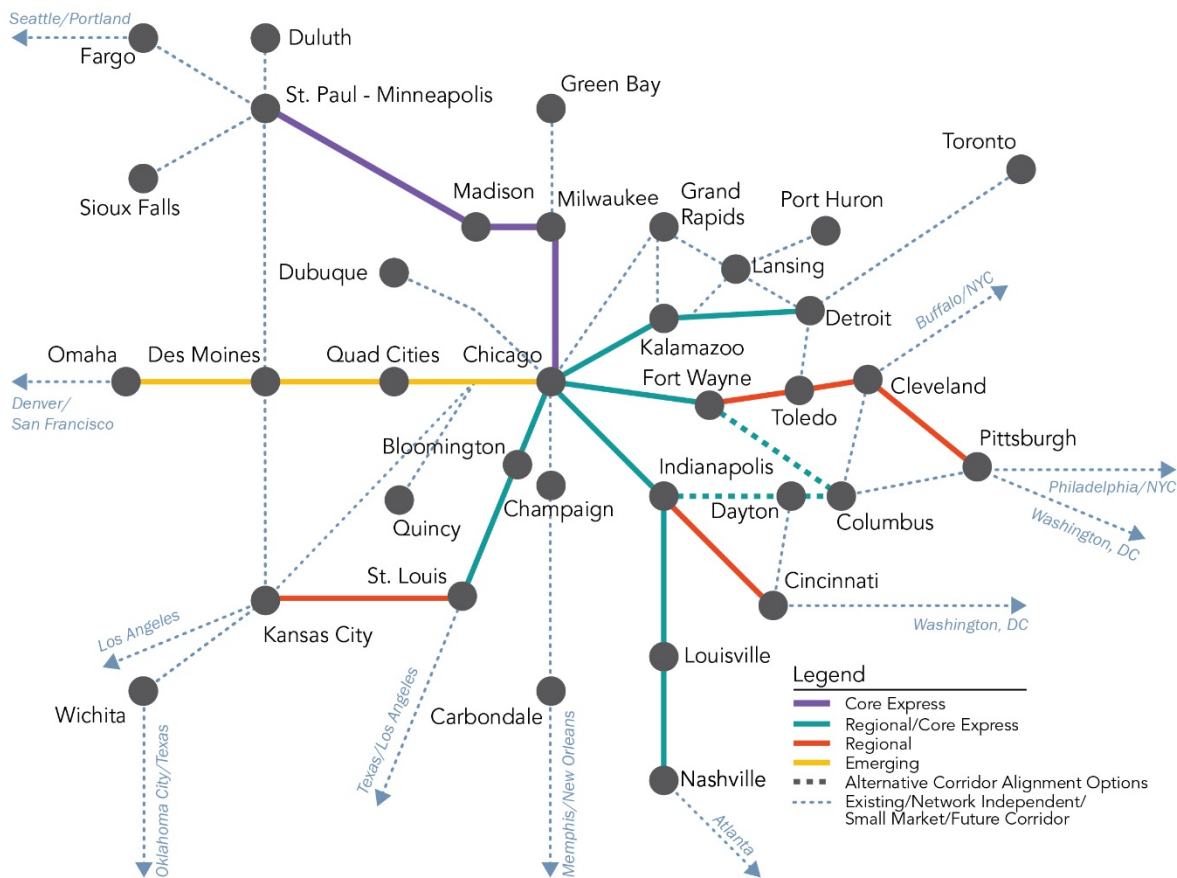 Seattle/Portland
Fargo
Duluth
St. Paul - Minneapolis
Green Bay
Toronto
Sioux Falls
Madison
Milwaukee
Grand
Rapids
Port Huron
Dubuque
Lansing
Buffalo/NYC
Detroit
Omaha
Des Moines
Quad Cities
Chicago
Kalamazoo
Fort Wayne
Cleveland
Denver/
San Francisco
Toledo
Bloomington
Pittsburgh
Indianapolis
Philadelphia/NYC
Quincy
Champaign
Dayton
Columbus
Washington, DC
St. Louis
Cincinnati
Kansas City
Los Angeles
Washington, DC
Louisville
Wichita
Carbondale
Texas/Los Angeles
Oklahoma City/Texas
Memphis/New Orleans
Nashville
Atlanta
Legend
Core Express
Regional/Core Express
Regional
Emerging
Alternative Corridor Alignment Options
Existing/Network Independent/
Small Market/Future Corridor